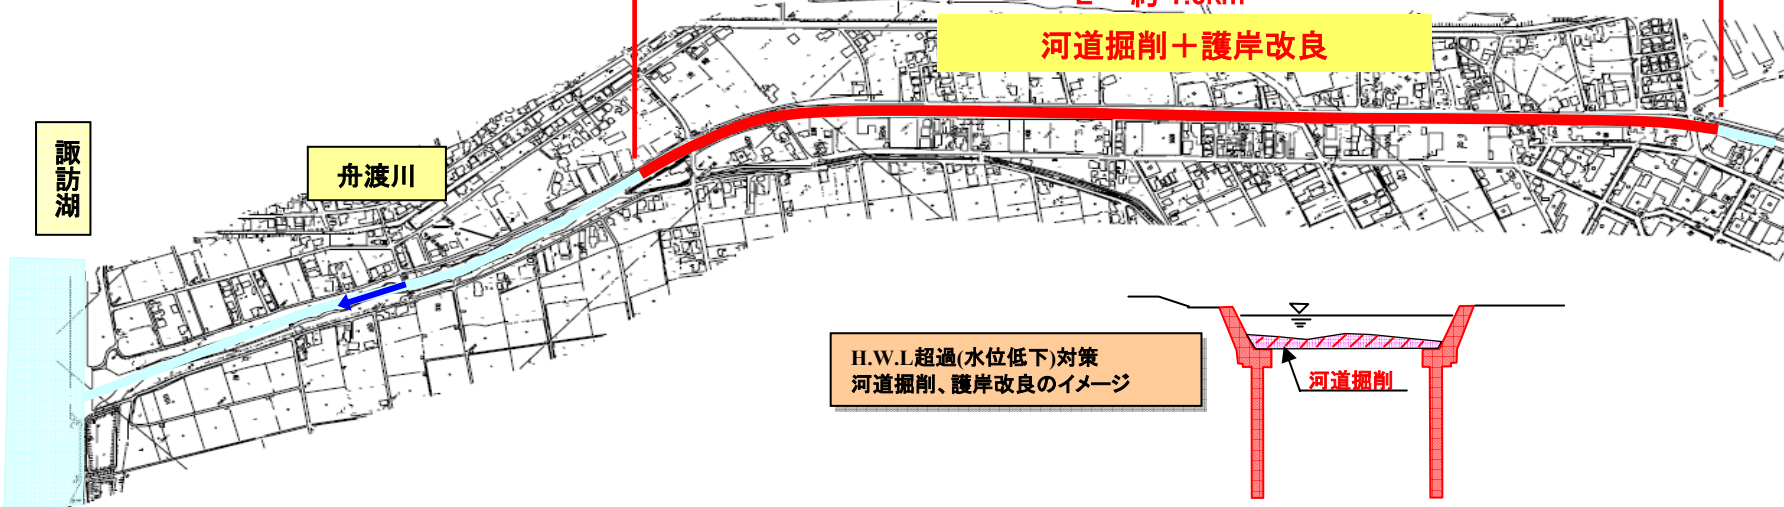 河道掘削＋護岸改良
諏訪湖
舟渡川
H.W.L超過(水位低下)対策
河道掘削、護岸改良のイメージ
河道掘削